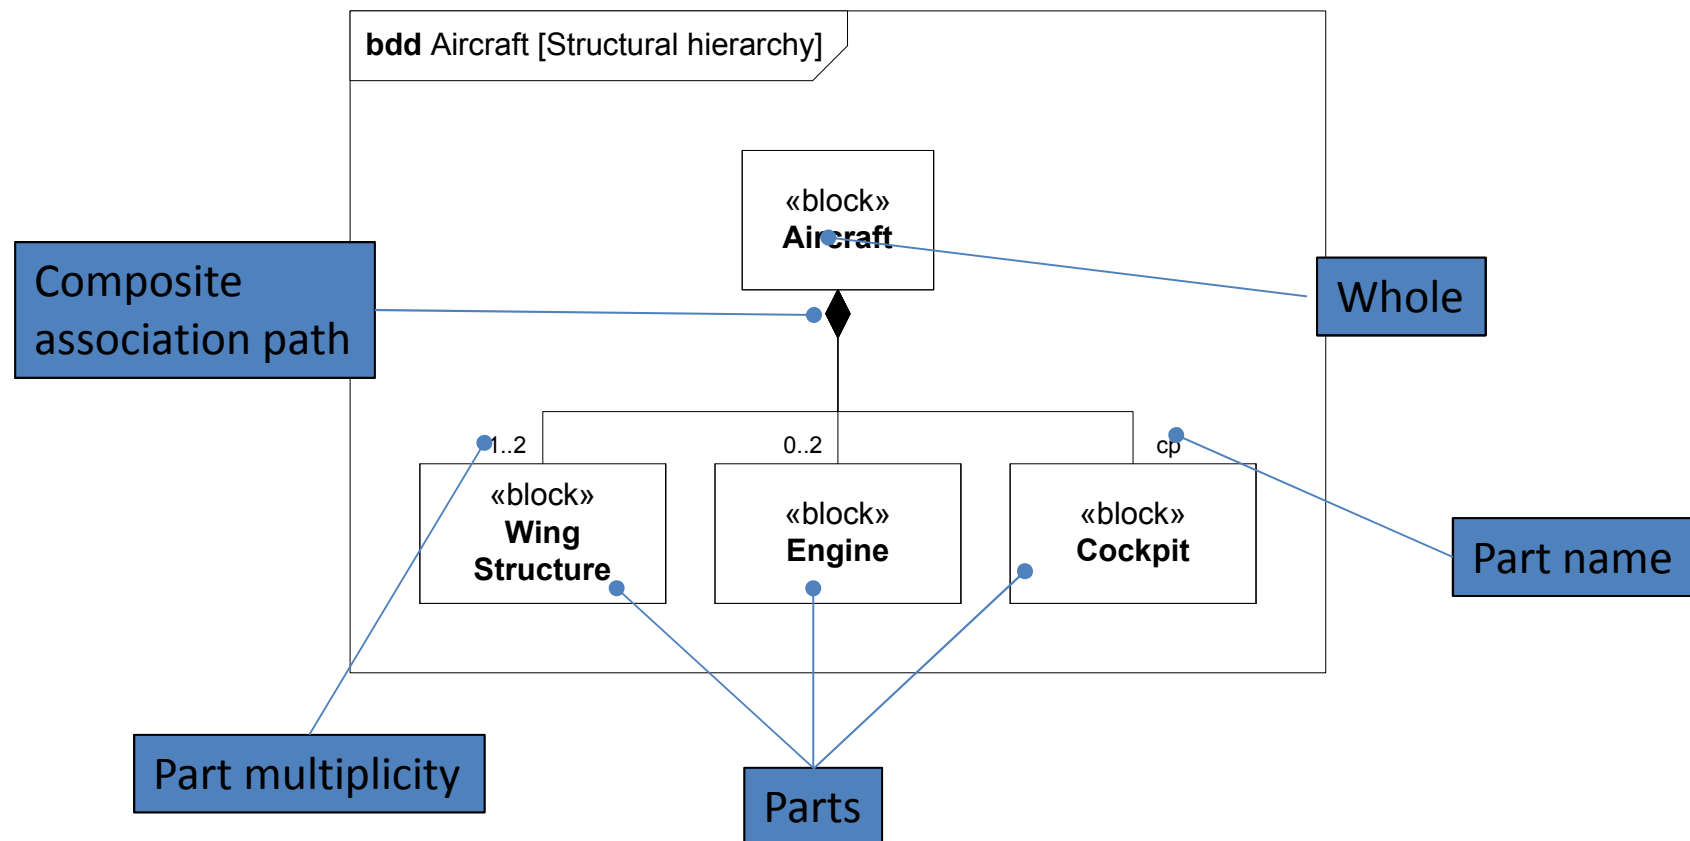 bdd Aircraft [Structural hierarchy]
«block»
Aircraft
Composite
association path
Whole
1..2
0..2
cp
«block»
Wing
Structure
«block»
Engine
«block»
Cockpit
Part name
Part multiplicity
Parts